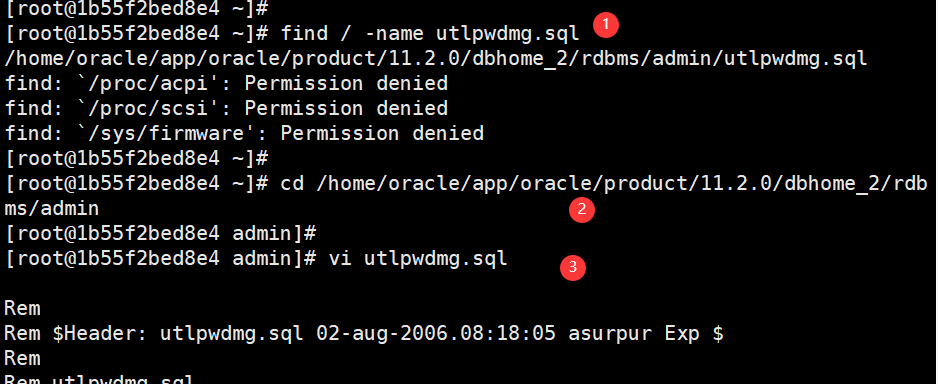 [root@1b55f2bed8e4 ~]#
[root@1b55f2bed8e4 ~]# find / -name utlpwdmg.sql 1
/home/oracle/app/oracle/product/11.2.0/dbhome_2/rdbms/admin/utlpwdmg.sql
find: `/proc/acpi': Permission denied
find: `/proc/scsi': Permission denied
find: `/sys/firmware': Permission denied
[root@1b55f2bed8e4 ~]#
[root@1b55f2bed8e4 ~]# cd /home/oracle/app/oracle/product/11.2.0/dbhome_2/rdb
ms/admin 2
[root@1b55f2bed8e4 admin]#
[root@1b55f2bed8e4 admin]# vi utlpwdmg.sql 3
Rem
Rem $Header: utlpwdmg.sql 02-aug-2006.08:18:05 asurpur Exp $
Rem
Rem utlpwdmg.sql